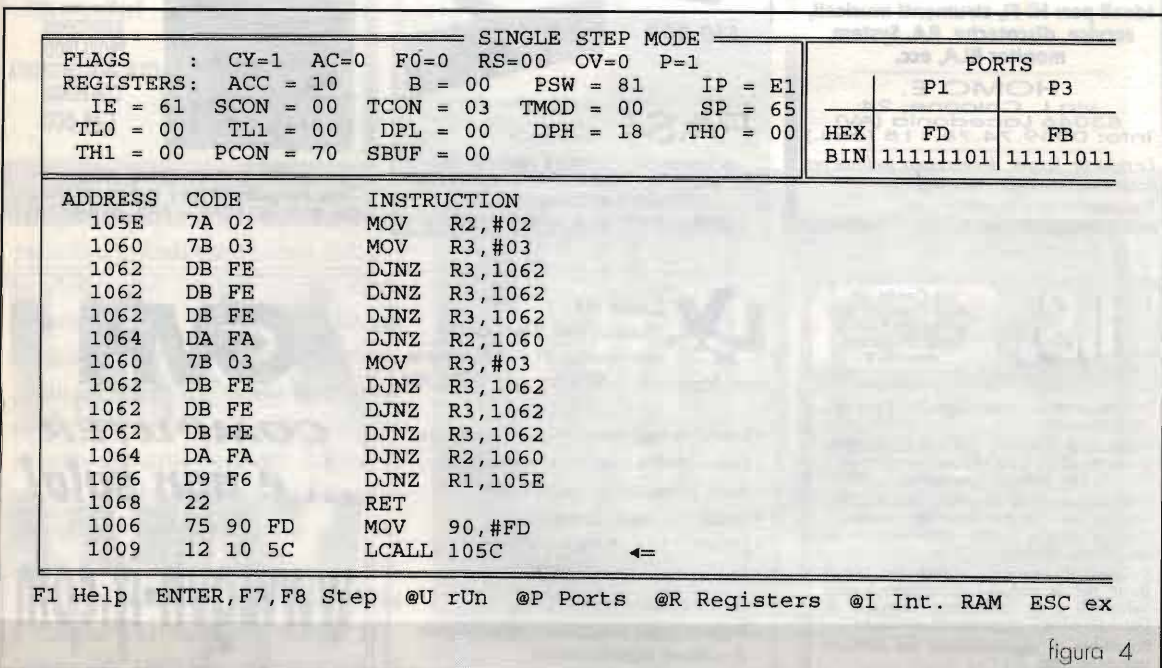 SINGLE STEP MODE
FLAGS : CY=1 AC=0 F0=0 RS=00 OV=0 P=1
REGISTERS: ACC = 10 B = 00 PSW = 81 IP = E1
IE = 61 SCON = 00 TCON = 03 TMOD = 00 SP = 65
TL0 = 00 TL1 = 00 DPL = 00 DPH = 18 TH0 = 00
TH1 = 00 PCON = 70 SBUF = 00
PORTS
P1 P3
HEX FD FB
BIN 11111101 11111011
ADDRESS CODE INSTRUCTION
105E 7A 02 MOV R2,#02
1060 7B 03 MOV R3,#03
1062 DB FE DJNZ R3,1062
1062 DB FE DJNZ R3,1062
1062 DB FE DJNZ R3,1062
1064 DA FA DJNZ R2,1060
1060 7B 03 MOV R3,#03
1062 DB FE DJNZ R3,1062
1062 DB FE DJNZ R3,1062
1062 DB FE DJNZ R3,1062
1064 DA FA DJNZ R2,1060
1066 D9 F6 DJNZ R1,105E
1068 22 RET
1006 75 90 FD MOV 90,#FD
1009 12 10 5C LCALL 105C ◄=
F1 Help ENTER,F7,F8 Step @U rUn @P Ports @R Registers @I Int. RAM ESC ex
figura 4